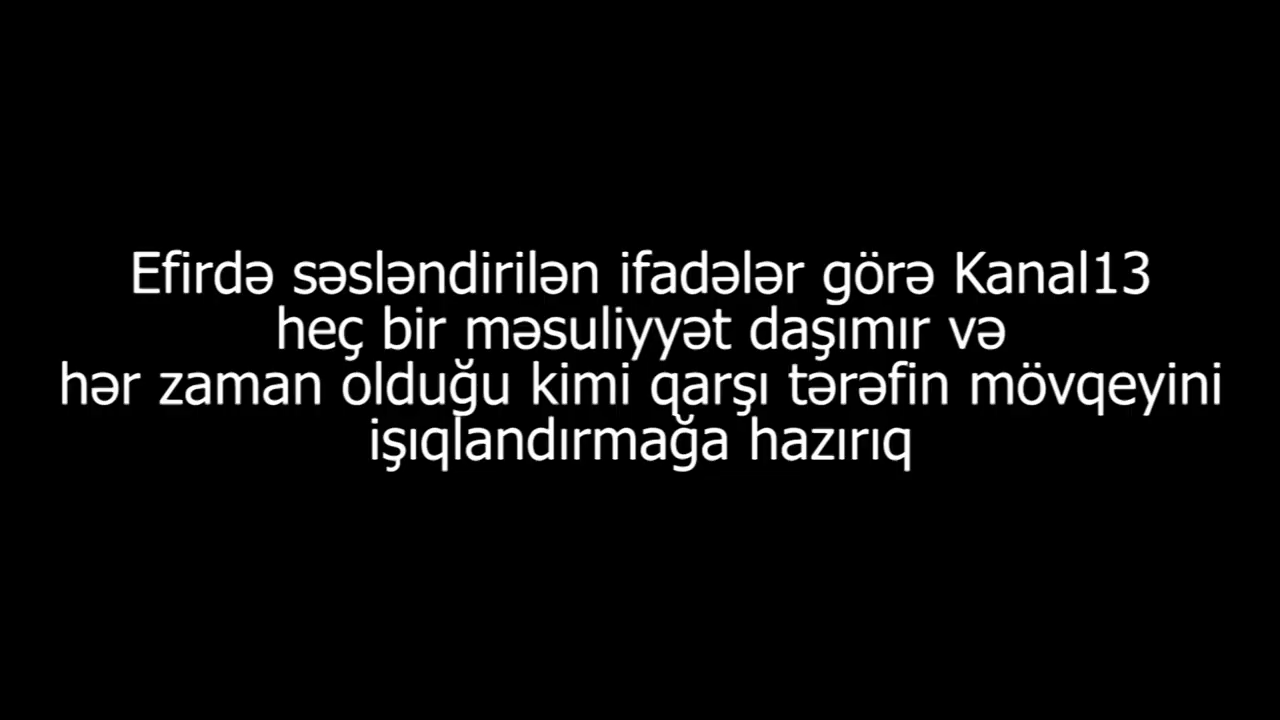 Efirdə səsləndirilən ifadələr görə Kanal13
heç bir məsuliyyət daşımır və
hər zaman olduğu kimi qarşı tərəfin mövqeyini
işıqlandırmağa hazırıq